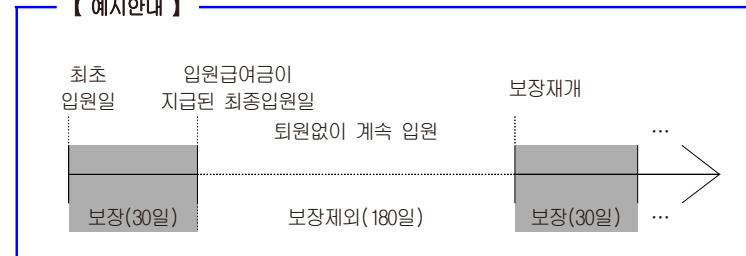 【 예시안내 】
최초
입원일
입원급여금이
지급된 최종입원일
보장재개
퇴원없이 계속 입원
…
보장(30일)
보장제외(180일)
보장(30일)
…